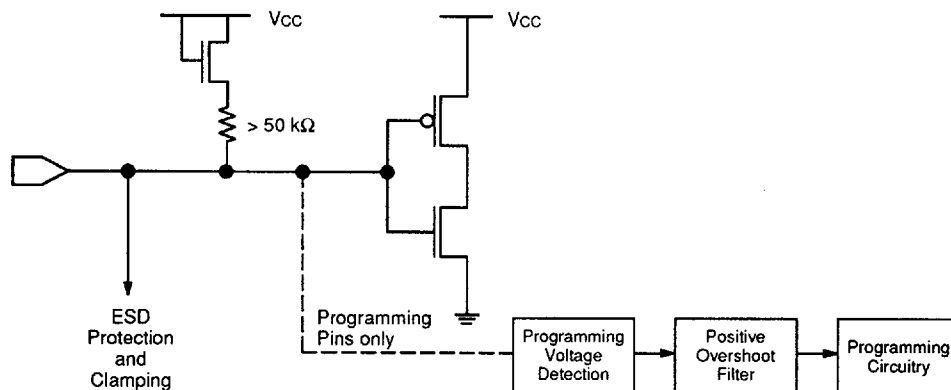 VCC
VCC
> 50 kΩ
ESD
Protection
and
Clamping
Programming
Pins only
Programming
Voltage
Detection
Positive
Overshoot
Filter
Programming
Circuitry